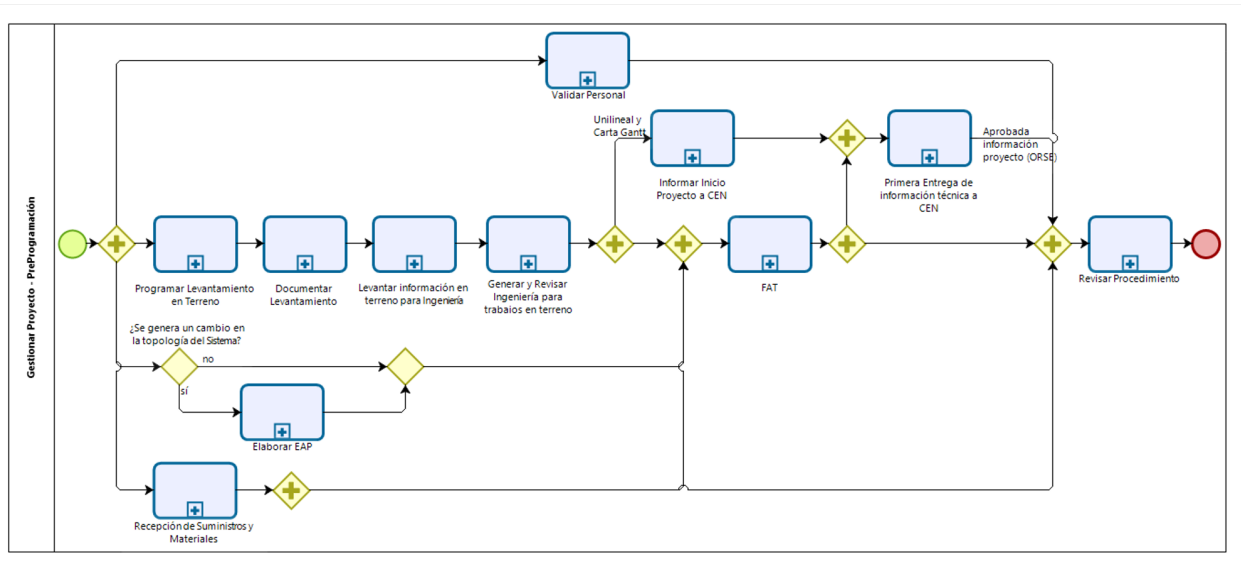 Gestionar Proyecto - PreProgramación
Validar Personal
Unilineal y
Carta Gantt
Informar Inicio
Proyecto a CEN
Primera Entrega de
información técnica a
CEN
Aprobada
información
proyecto (ORSE)
Programar Levantamiento
en Terreno
Documentar
Levantamiento
Levantar información en
terreno para Ingeniería
Generar y Revisar
Ingeniería para
trabajos en terreno
FAT
Revisar Procedimiento
¿Se genera un cambio en
la topología del Sistema?
no
sí
Elaborar EAP
Recepción de Suministros y
Materiales